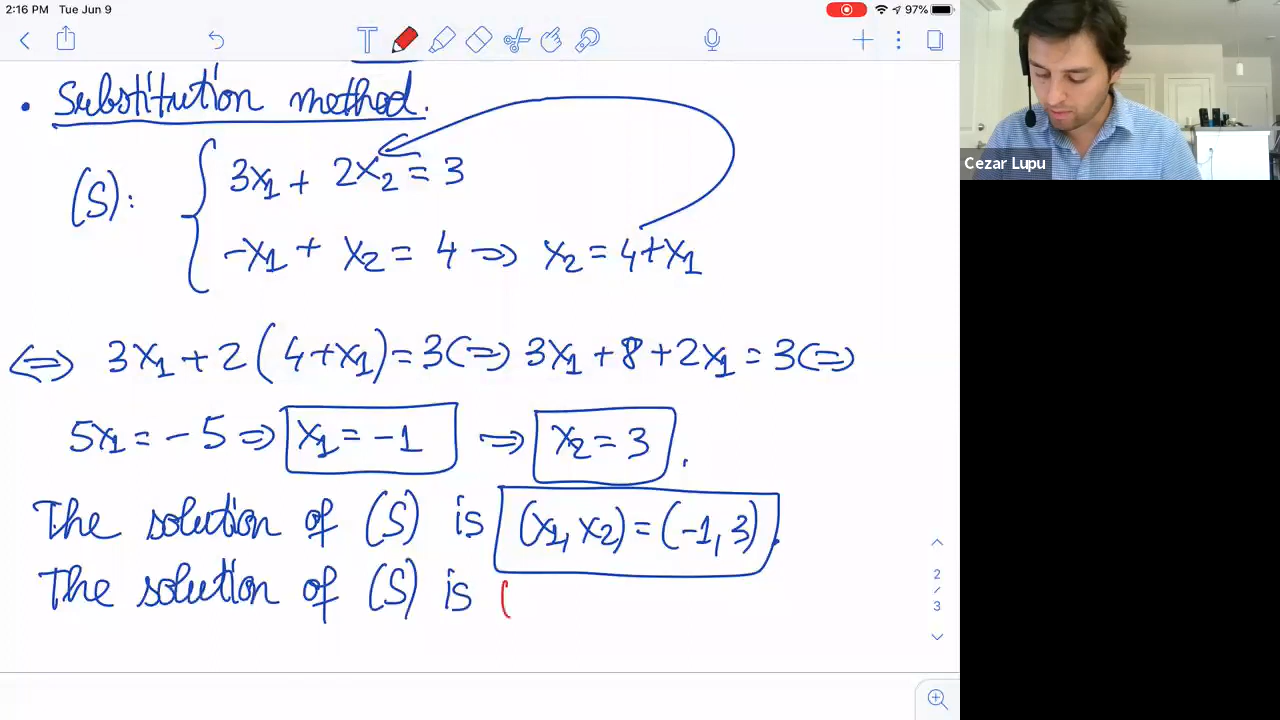 2:16 PM Tue Jun 9
97%
T
• Substitution method.
Cezar Lupu
(S): { 3x₁ + 2x₂ = 3
-x₁ + x₂ = 4 ⇒ x₂ = 4+x₁
⇔ 3x₁ + 2(4+x₁) = 3 ⇔ 3x₁ + 8 + 2x₁ = 3 ⇔
5x₁ = -5 ⇒ x₁ = -1 ⇒ x₂ = 3.
The solution of (S) is (x₁, x₂) = (-1, 3).
The solution of (S) is (
2
/
3